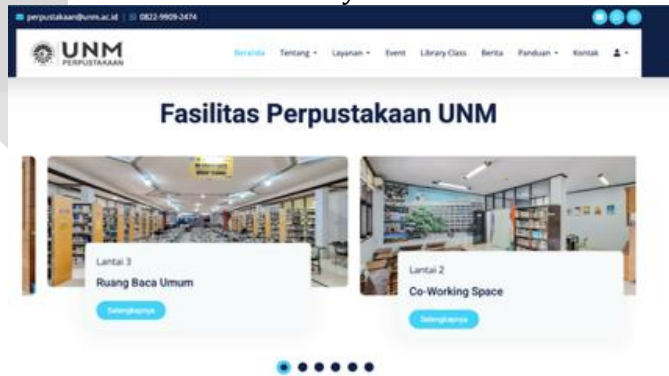 perpustakaan@unm.ac.id | 0822-9909-2474
UNM
PERPUSTAKAAN
Beranda Tentang Layanan Event Library Class Berita Panduan Kontak
Fasilitas Perpustakaan UNM
Lantai 3
Ruang Baca Umum
Selengkapnya
Lantai 2
Co-Working Space
Selengkapnya